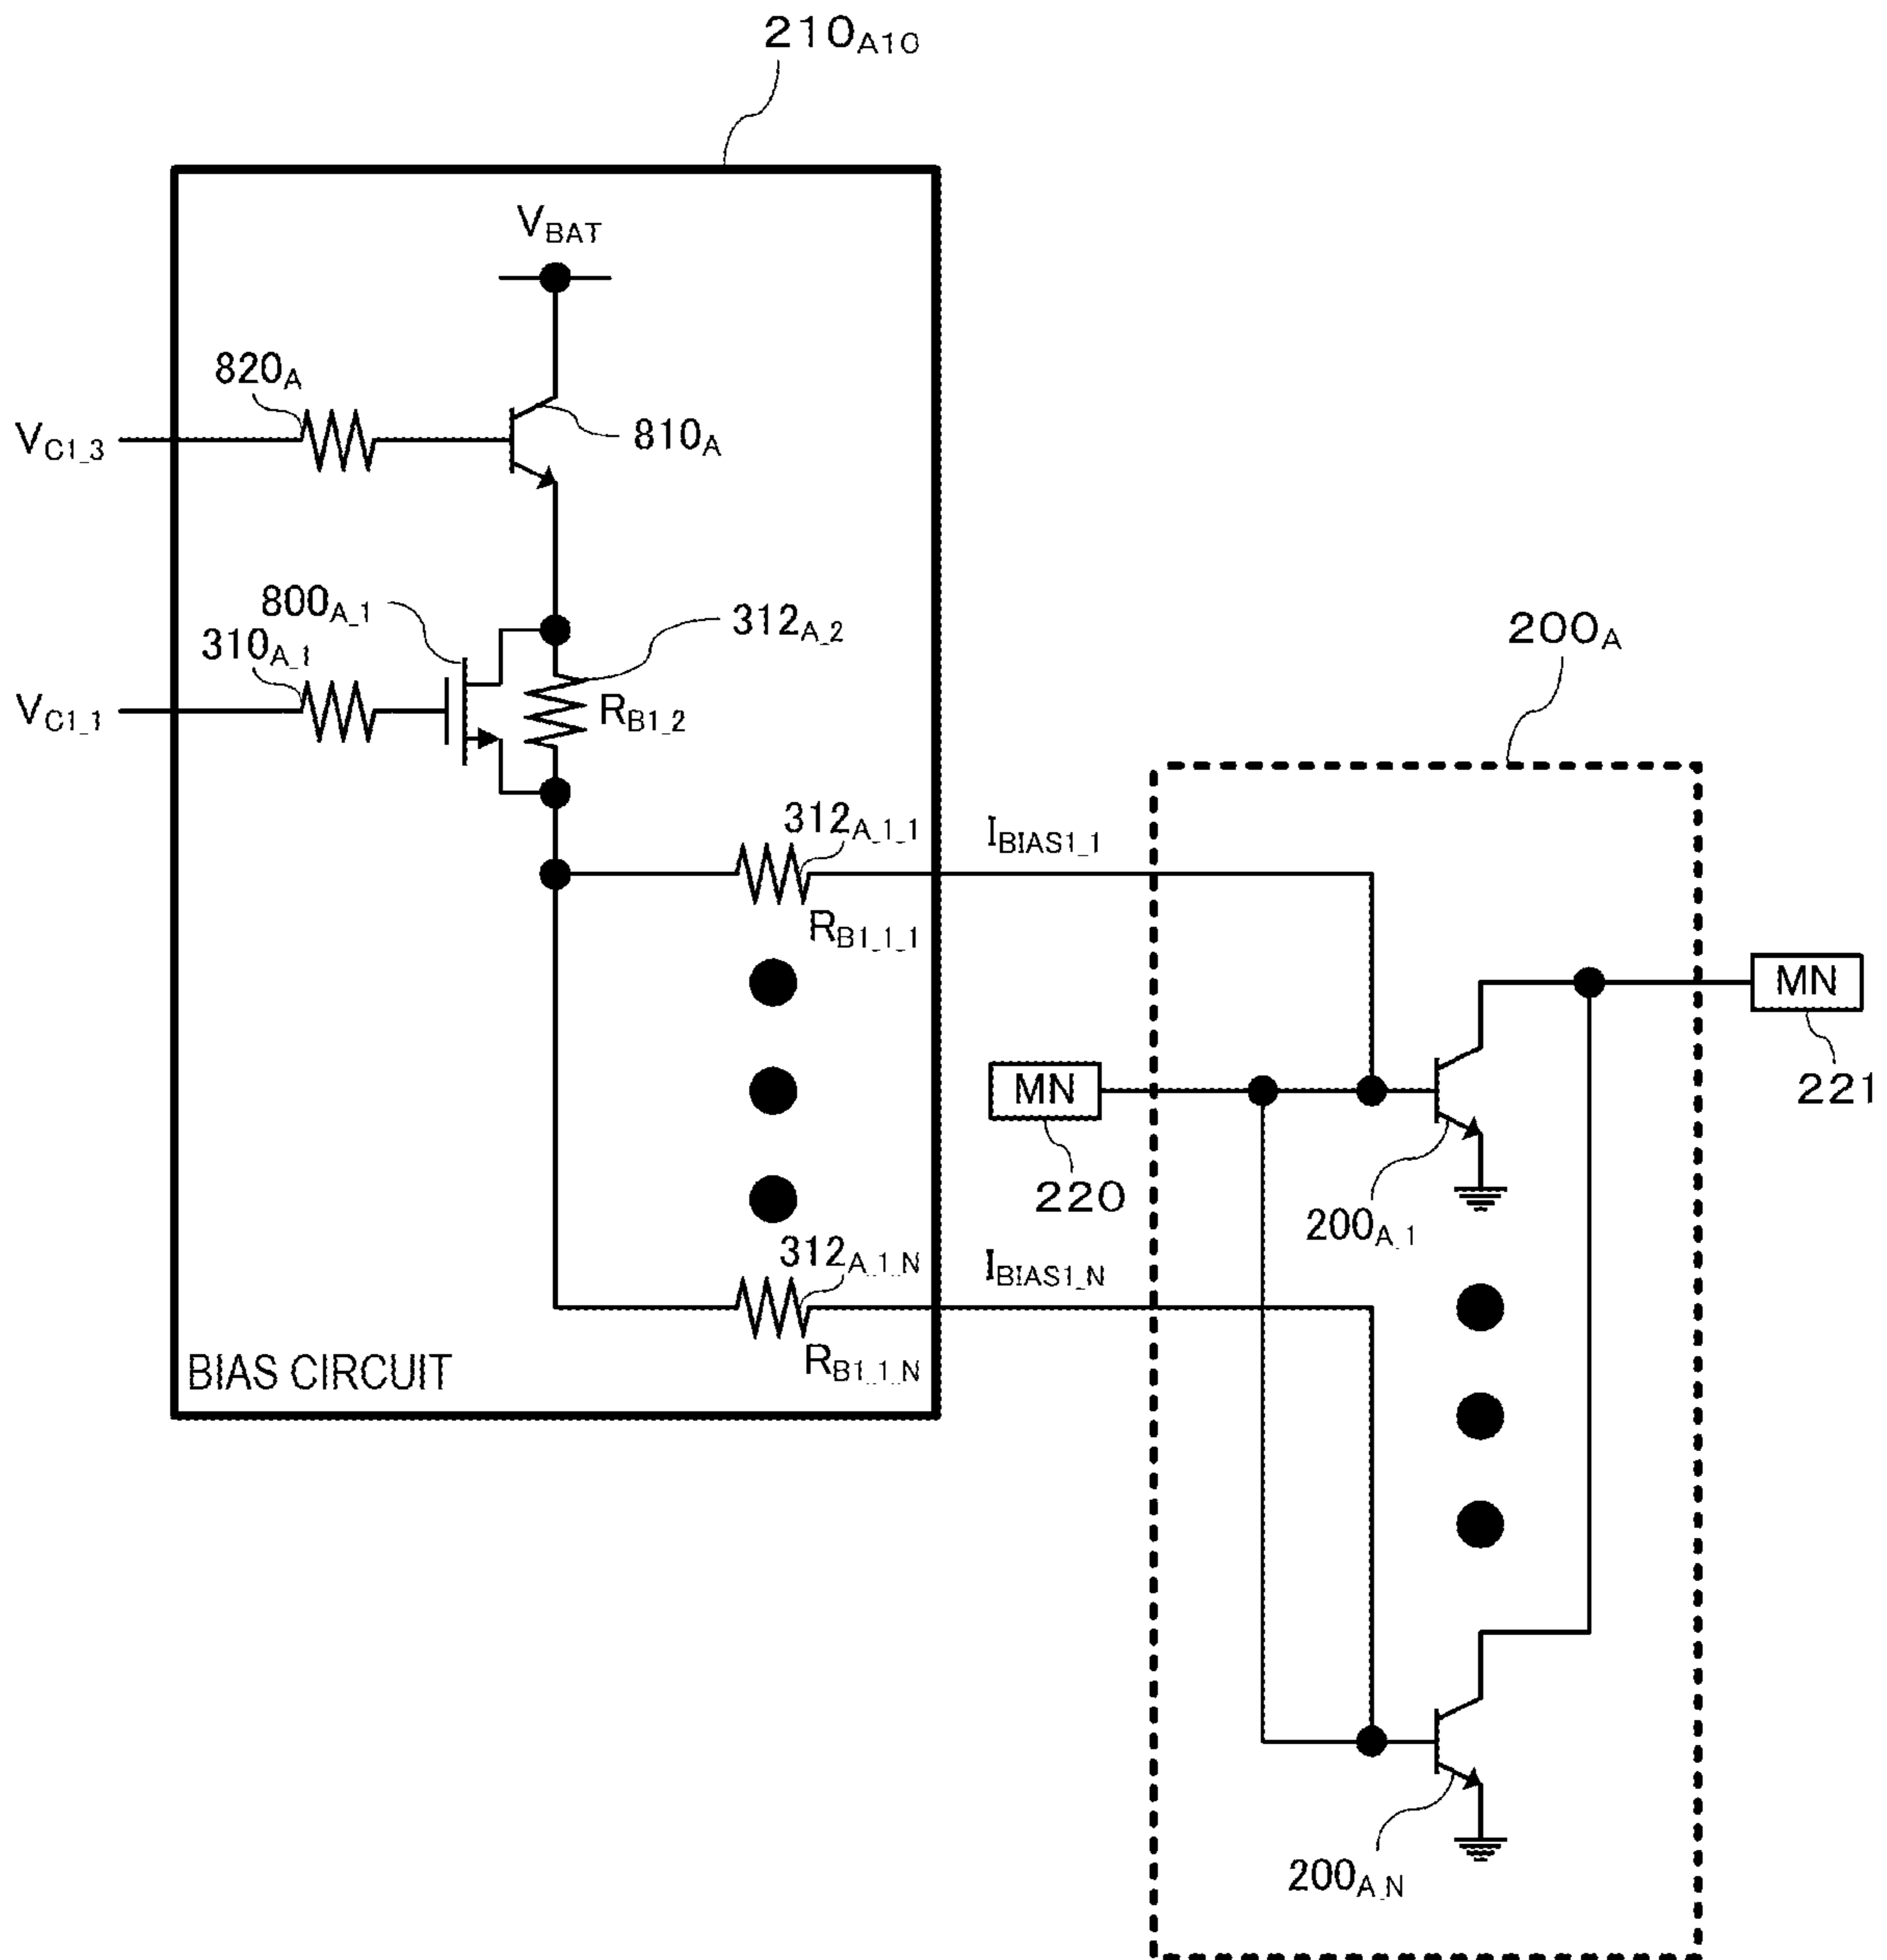 210A10
VBAT
820A
VC1_3
810A
800A_1
310A_1
312A_2
VC1_1
RB1_2
200A
312A_1_1
IBIAS1_1
RB1_1_1
MN
221
MN
220
200A_1
312A_1_N
IBIAS1_N
RB1_1_N
BIAS CIRCUIT
200A_N